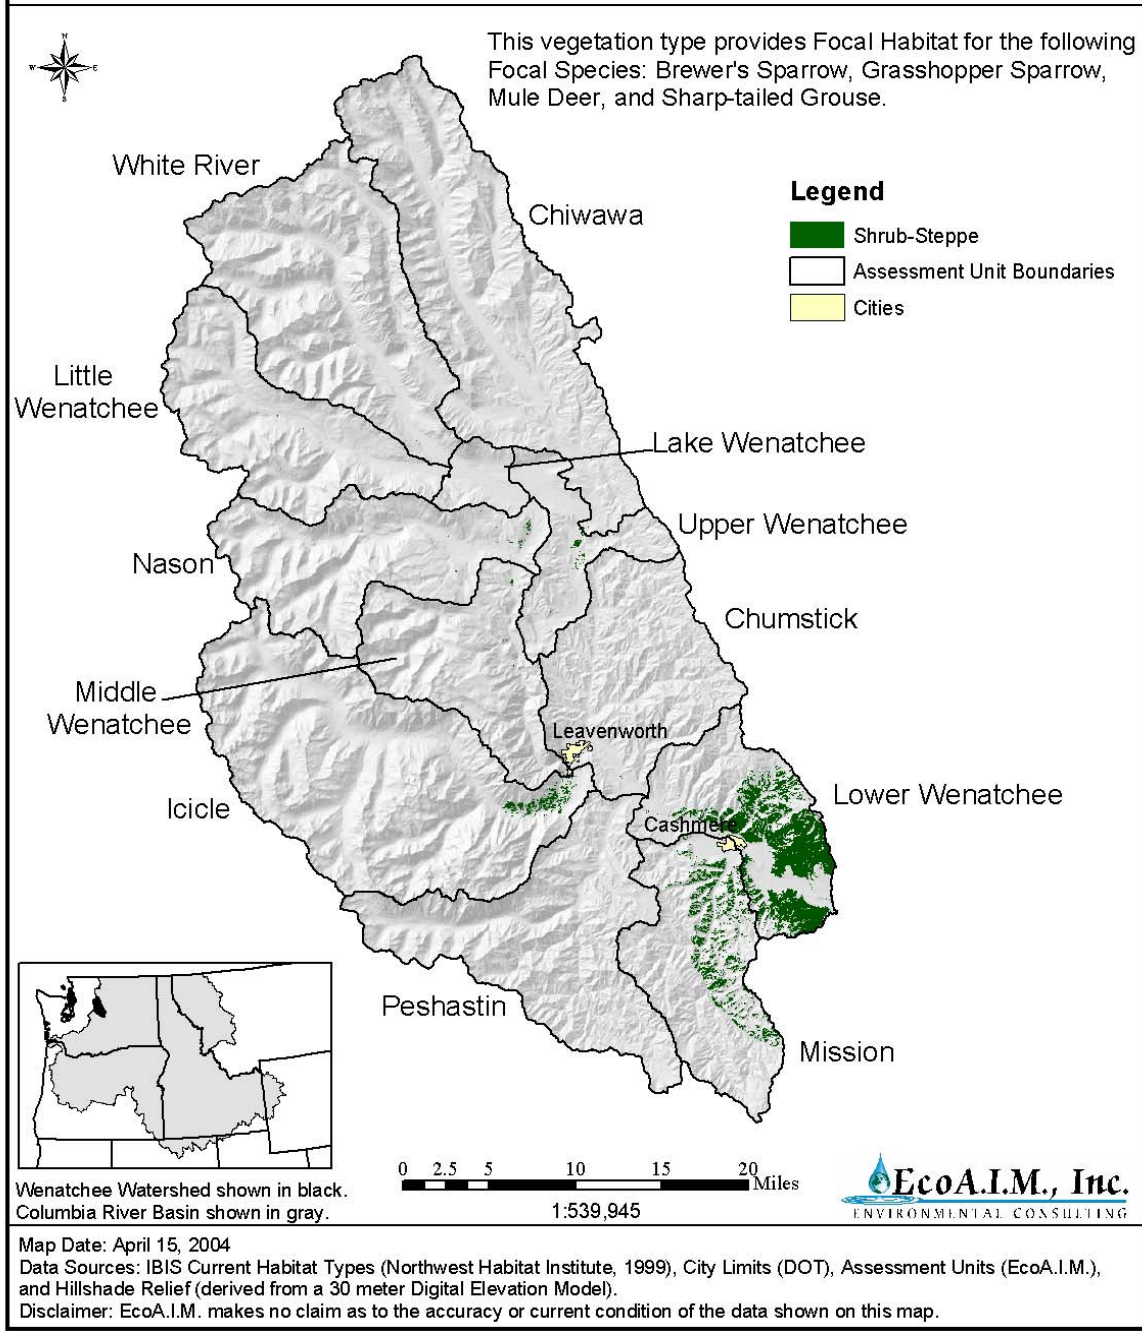 This vegetation type provides Focal Habitat for the following
Focal Species: Brewer's Sparrow, Grasshopper Sparrow,
Mule Deer, and Sharp-tailed Grouse.
N
W
E
S
White River
Chiwawa
Legend
Shrub-Steppe
Assessment Unit Boundaries
Cities
Little
Wenatchee
Lake Wenatchee
Upper Wenatchee
Nason
Chumstick
Middle
Wenatchee
Leavenworth
Icicle
Lower Wenatchee
Cashmere
Peshastin
Mission
0 2.5 5 10 15 20
Miles
1:539,945
Wenatchee Watershed shown in black.
Columbia River Basin shown in gray.
EcoA.I.M., Inc.
ENVIRONMENTAL CONSULTING
Map Date: April 15, 2004
Data Sources: IBIS Current Habitat Types (Northwest Habitat Institute, 1999), City Limits (DOT), Assessment Units (EcoA.I.M.),
and Hillshade Relief (derived from a 30 meter Digital Elevation Model).
Disclaimer: EcoA.I.M. makes no claim as to the accuracy or current condition of the data shown on this map.